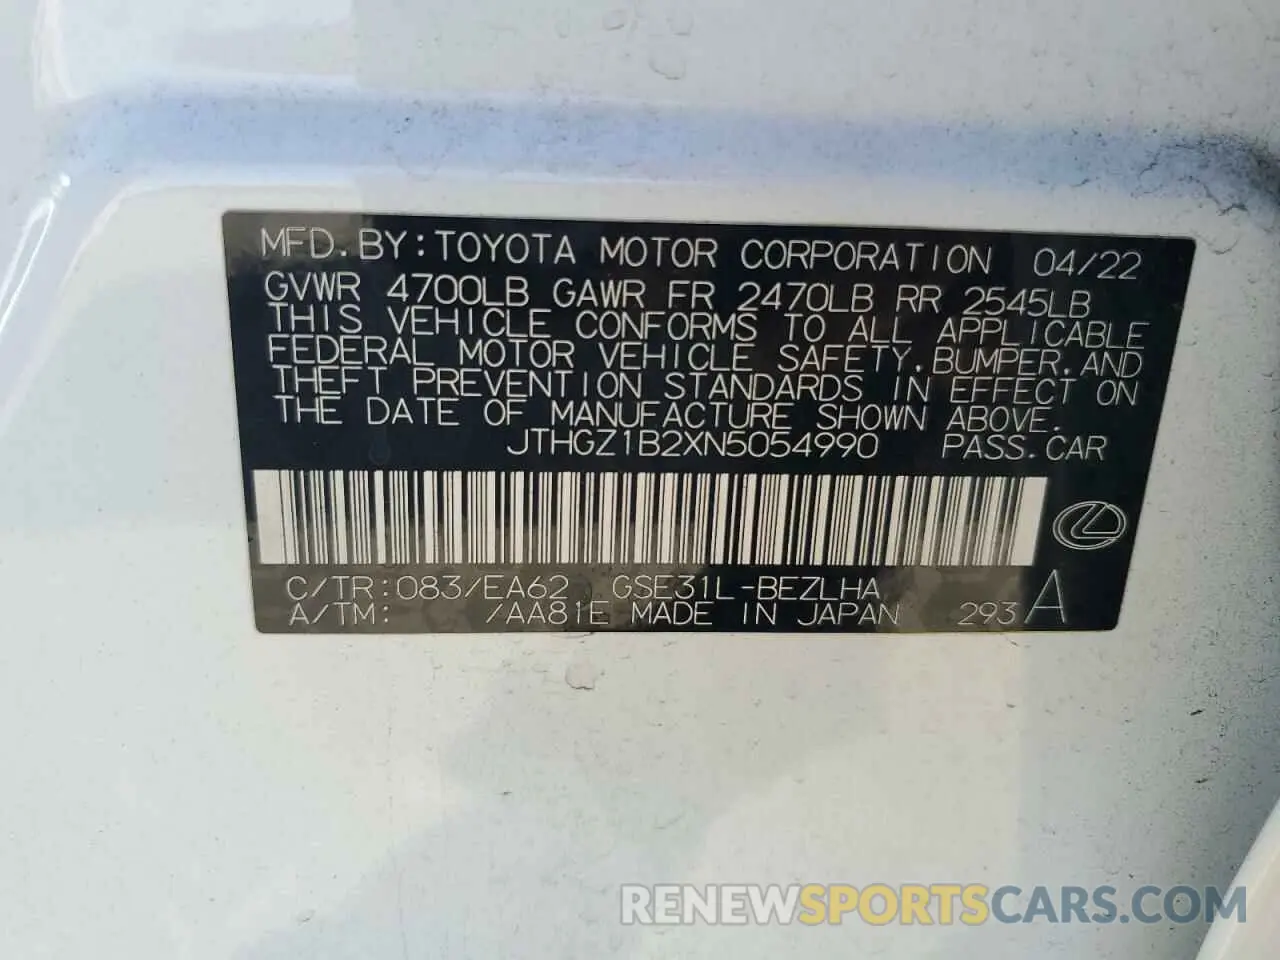 MFD.BY:TOYOTA MOTOR CORPORATION 04/22
GVWR 4700LB GAWR FR 2470LB RR 2545LB
THIS VEHICLE CONFORMS TO ALL APPLICABLE
FEDERAL MOTOR VEHICLE SAFETY,BUMPER,AND
THEFT PREVENTION STANDARDS IN EFFECT ON
THE DATE OF MANUFACTURE SHOWN ABOVE.
JTHGZ1B2XN5054990 PASS.CAR
C/TR:083/EA62 GSE31L-BEZLHA
A/TM: /AA81E MADE IN JAPAN 293 A
RENEWSPORTSCARS.COM